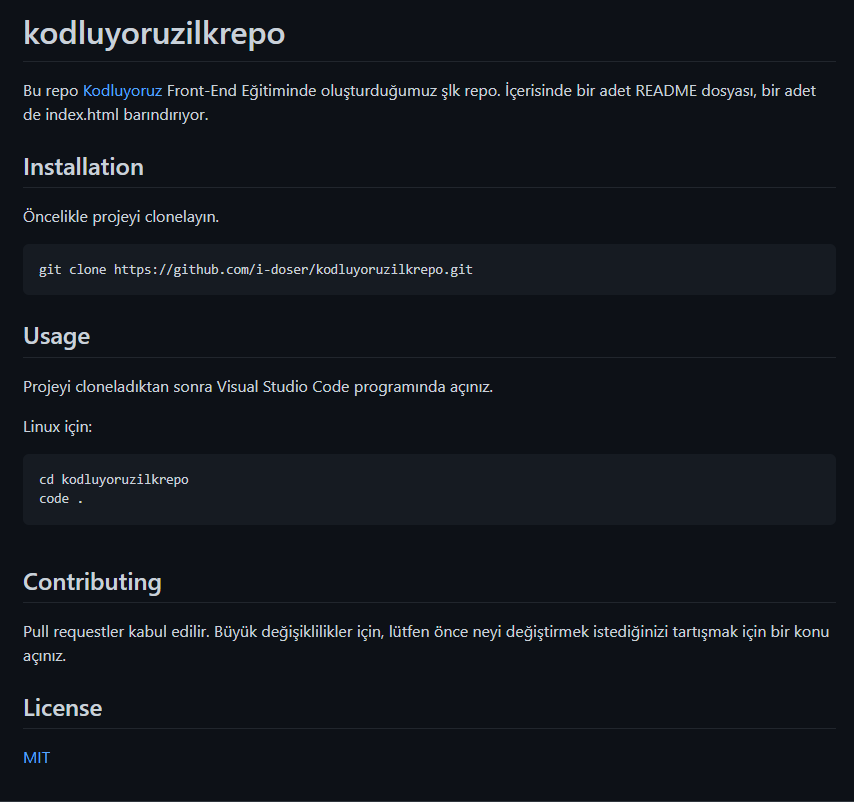 kodluyoruzilkrepo
Bu repo Kodluyoruz Front-End Eğitiminde oluşturduğumuz şlk repo. İçerisinde bir adet README dosyası, bir adet
de index.html barındırıyor.
Installation
Öncelikle projeyi clonelayın.
git clone https://github.com/i-doser/kodluyoruzilkrepo.git
Usage
Projeyi cloneladıktan sonra Visual Studio Code programında açınız.
Linux için:
cd kodluyoruzilkrepo
code .
Contributing
Pull requestler kabul edilir. Büyük değişiklilikler için, lütfen önce neyi değiştirmek istediğinizi tartışmak için bir konu
açınız.
License
MIT